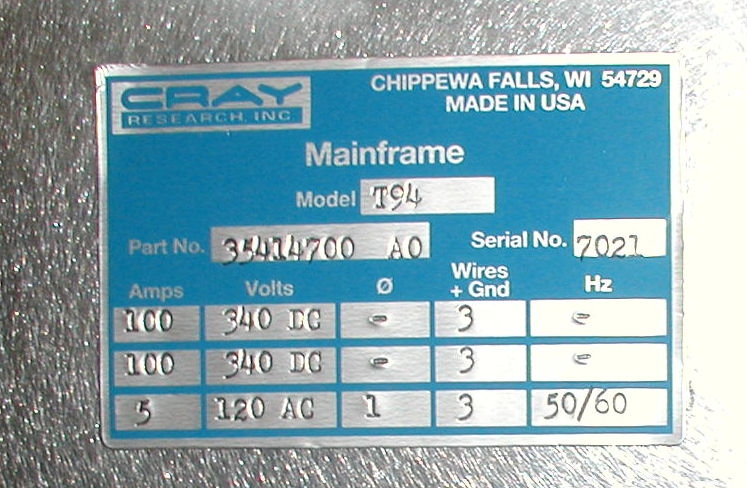 CRAY
RESEARCH, INC
CHIPPEWA FALLS, WI 54729
MADE IN USA
Mainframe
Model T94
Part No. 35414700 A0 Serial No. 7021
Amps Volts Ø Wires + Gnd Hz
100 340 DC - 3 -
100 340 DC - 3 -
5 120 AC 1 3 50/60